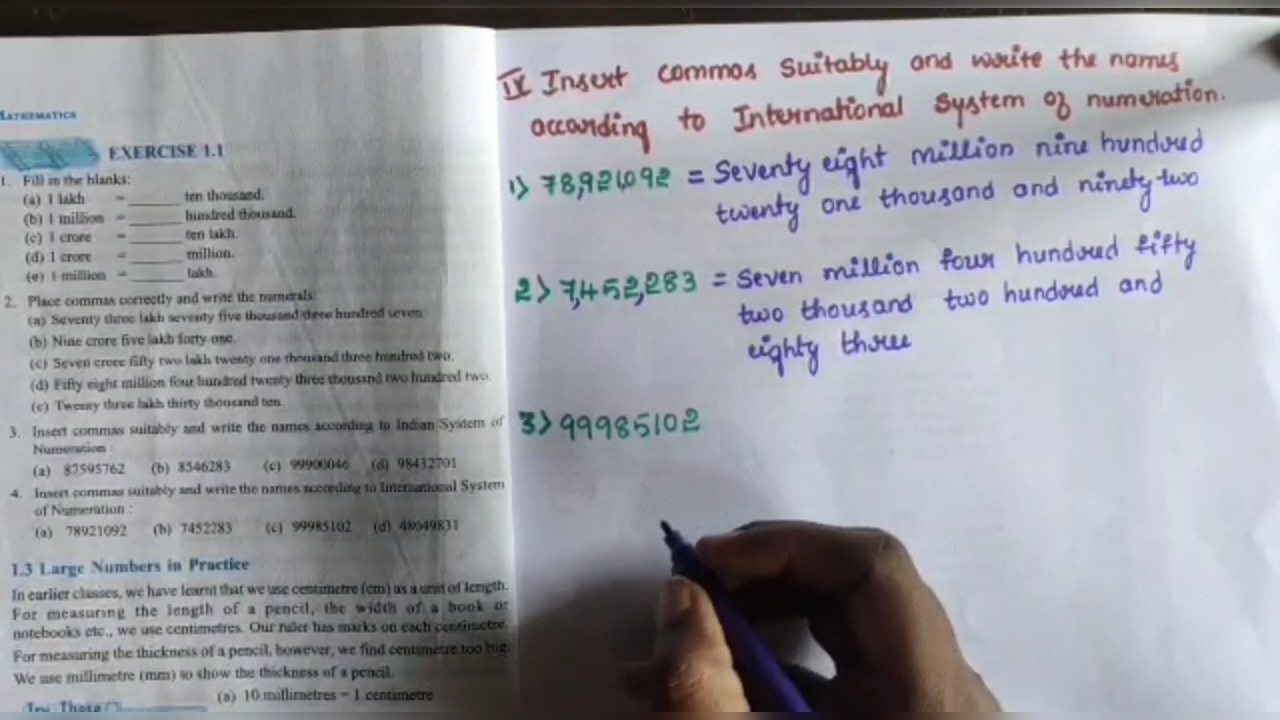 MATHEMATICS
EXERCISE 1.1
1. Fill in the blanks:
(a) 1 lakh = ______ ten thousand.
(b) 1 million = ______ hundred thousand.
(c) 1 crore = ______ ten lakh.
(d) 1 crore = ______ million.
(e) 1 million = ______ lakh.
2. Place commas correctly and write the numerals:
(a) Seventy three lakh seventy five thousand three hundred seven.
(b) Nine crore five lakh forty one.
(c) Seven crore fifty two lakh twenty one thousand three hundred two.
(d) Fifty eight million four hundred twenty three thousand two hundred two.
(e) Twenty three lakh thirty thousand ten.
3. Insert commas suitably and write the names according to Indian System of
Numeration :
(a) 87595762 (b) 8546283 (c) 99900046 (d) 98432701
4. Insert commas suitably and write the names according to International System
of Numeration :
(a) 78921092 (b) 7452283 (c) 99985102 (d) 48049831
1.3 Large Numbers in Practice
In earlier classes, we have learnt that we use centimetre (cm) as a unit of length.
For measuring the length of a pencil, the width of a book or
notebooks etc., we use centimetres. Our ruler has marks on each centimetre.
For measuring the thickness of a pencil, however, we find centimetre too big.
We use millimetre (mm) to show the thickness of a pencil.
(a) 10 millimetres = 1 centimetre
Try These
IV Insert commas suitably and write the names
according to International System of numeration.
1) 78,921,092 = Seventy eight million nine hundred
twenty one thousand and ninety two
2) 7,452,283 = Seven million four hundred fifty
two thousand two hundred and
eighty three
3) 99985102